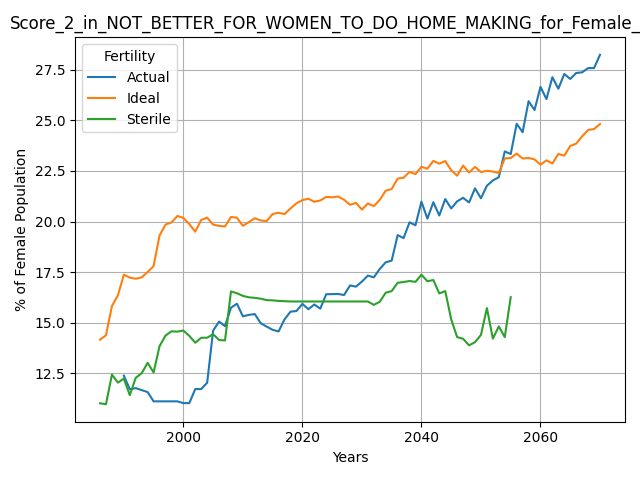 Score_2_in_NOT_BETTER_FOR_WOMEN_TO_DO_HOME_MAKING_for_Female_
Fertility
Actual
Ideal
Sterile
% of Female Population
27.5
25.0
22.5
20.0
17.5
15.0
12.5
2000 2020 2040 2060
Years